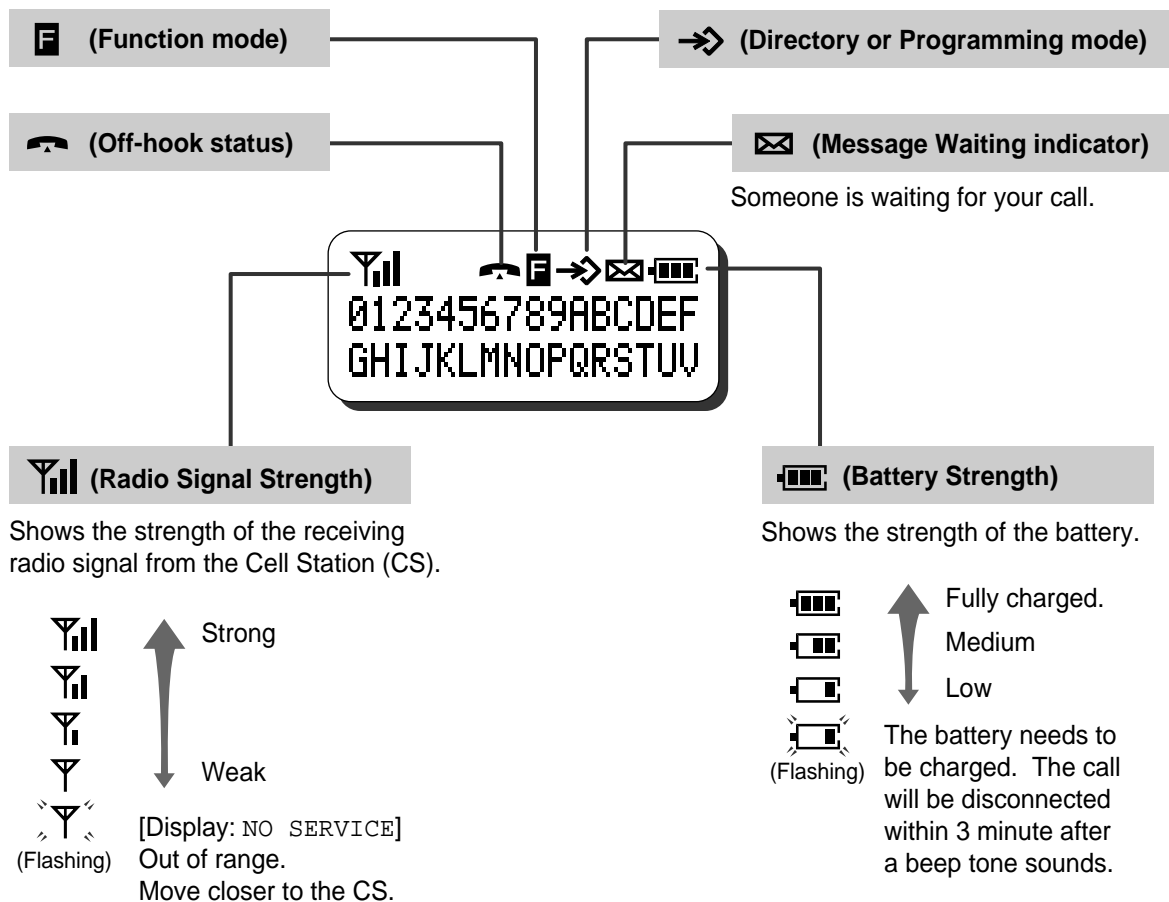 F (Function mode)
(Directory or Programming mode)
(Off-hook status)
(Message Waiting indicator)
Someone is waiting for your call.
F
0123456789ABCDEF
GHIJKLMNOPQRSTUV
(Radio Signal Strength)
Shows the strength of the receiving
radio signal from the Cell Station (CS).
Strong
Weak
(Flashing)
[Display: NO SERVICE]
Out of range.
Move closer to the CS.
(Battery Strength)
Shows the strength of the battery.
Fully charged.
Medium
Low
(Flashing)
The battery needs to
be charged. The call
will be disconnected
within 3 minute after
a beep tone sounds.